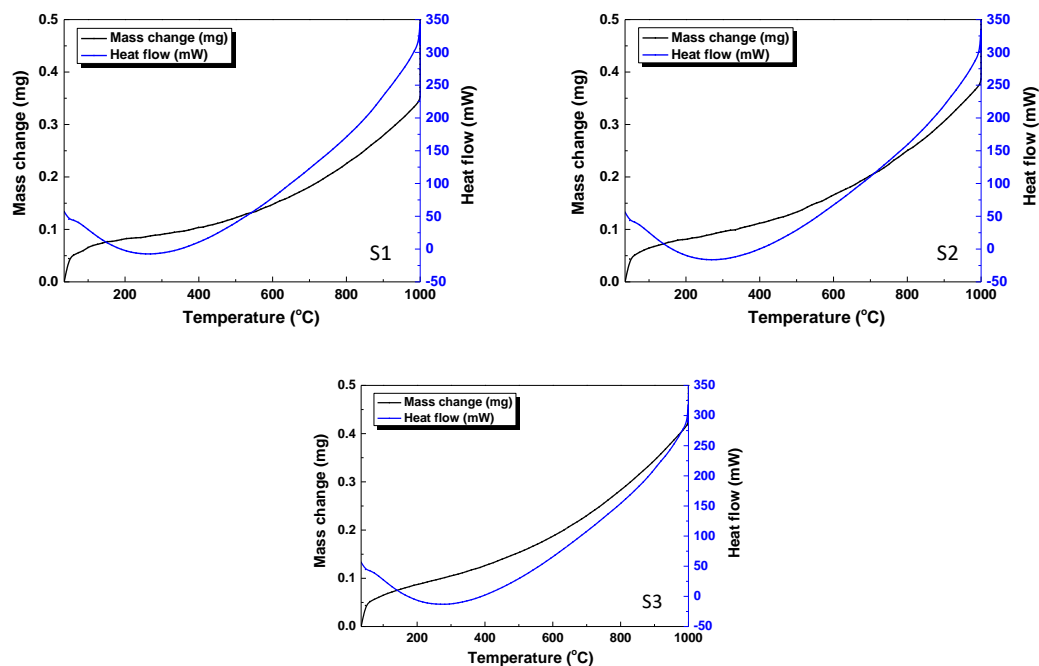 Mass change (mg)
Heat flow (mW)
0.5
0.4
0.3
0.2
0.1
0.0
Mass change (mg)
350
300
250
200
150
100
50
0
-50
Heat flow (mW)
S1
200 400 600 800 1000
Temperature (°C)
Mass change (mg)
Heat flow (mW)
0.5
0.4
0.3
0.2
0.1
0.0
Mass change (mg)
350
300
250
200
150
100
50
0
-50
Heat flow (mW)
S2
200 400 600 800 1000
Temperature (°C)
Mass change (mg)
Heat flow (mW)
0.5
0.4
0.3
0.2
0.1
0.0
Mass change (mg)
350
300
250
200
150
100
50
0
-50
Heat flow (mW)
S3
200 400 600 800 1000
Temperature (°C)